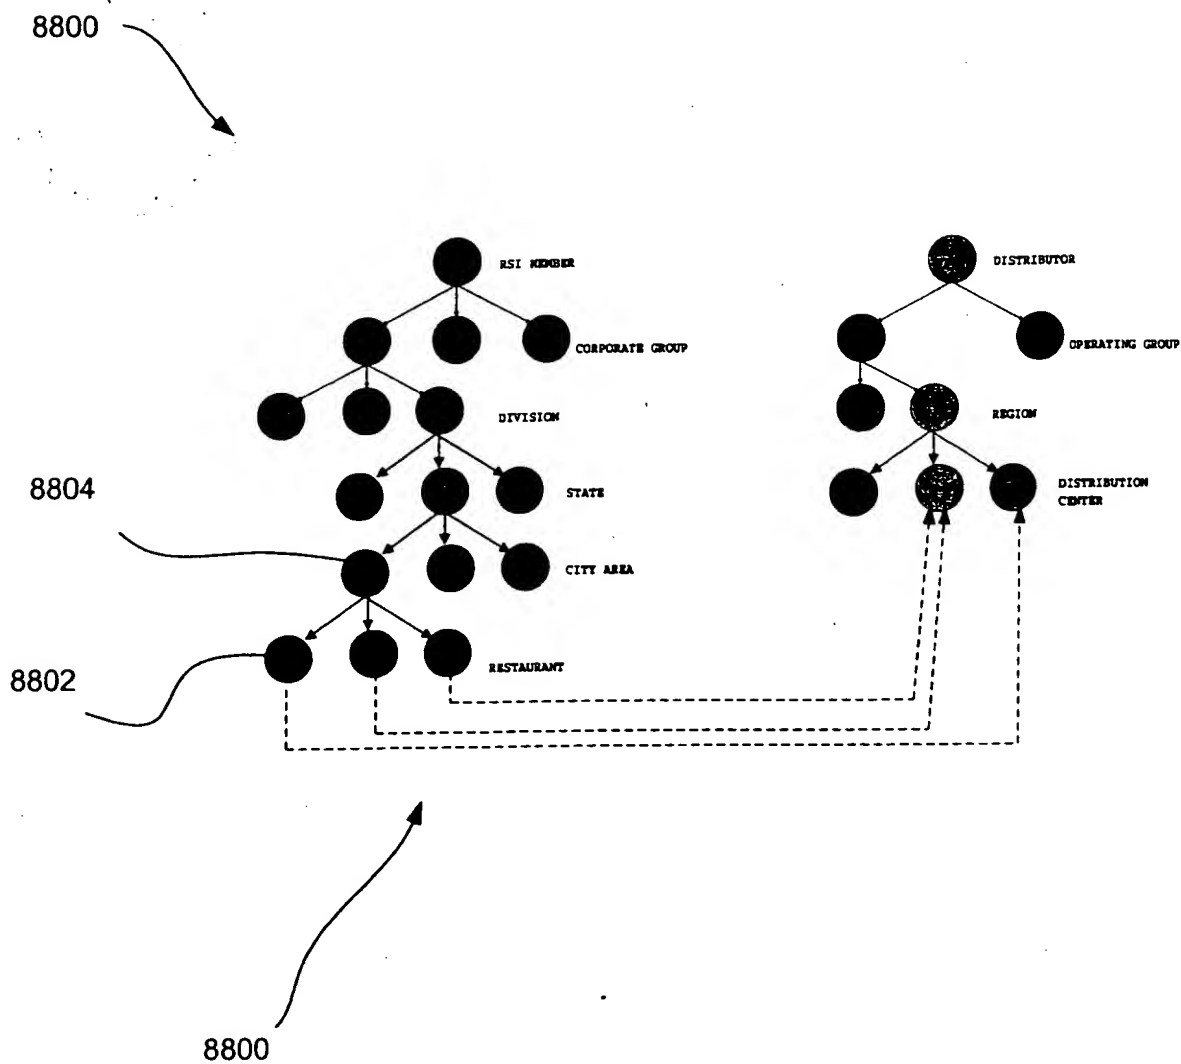 8800
RSI MEMBER
DISTRIBUTOR
CORPORATE GROUP
OPERATING GROUP
DIVISION
REGION
8804
STATE
DISTRIBUTION
CENTER
CITY AREA
8802
RESTAURANT
8800